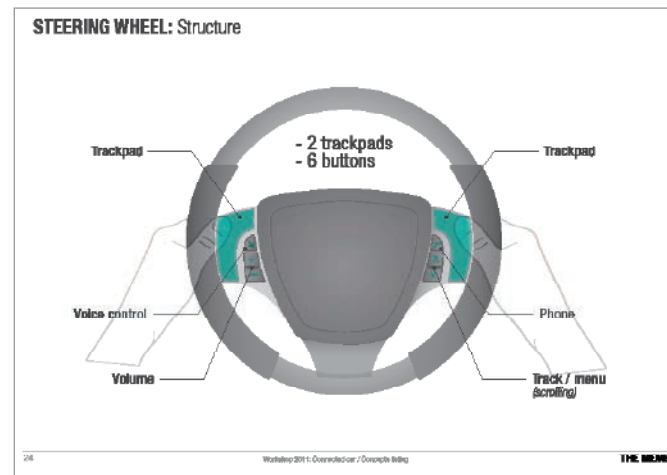 STEERING WHEEL: Structure
- 2 trackpads
- 6 buttons
Trackpad
Trackpad
Voice control
Phone
Volume
Track / menu
(scrolling)
24
Workshop 2011: Connected car / Concepts listing
THE